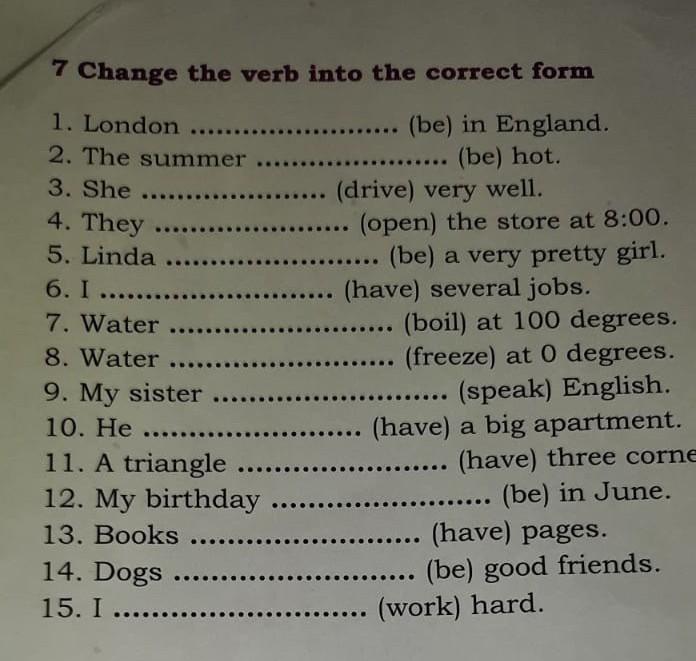 7 Change the verb into the correct form
1. London .......................... (be) in England.
2. The summer ........................ (be) hot.
3. She ....................... (drive) very well.
4. They ........................ (open) the store at 8:00.
5. Linda ........................... (be) a very pretty girl.
6. I ............................. (have) several jobs.
7. Water ............................ (boil) at 100 degrees.
8. Water ............................ (freeze) at 0 degrees.
9. My sister ............................. (speak) English.
10. He ........................... (have) a big apartment.
11. A triangle .......................... (have) three corne
12. My birthday ........................... (be) in June.
13. Books ............................. (have) pages.
14. Dogs .............................. (be) good friends.
15. I ................................ (work) hard.